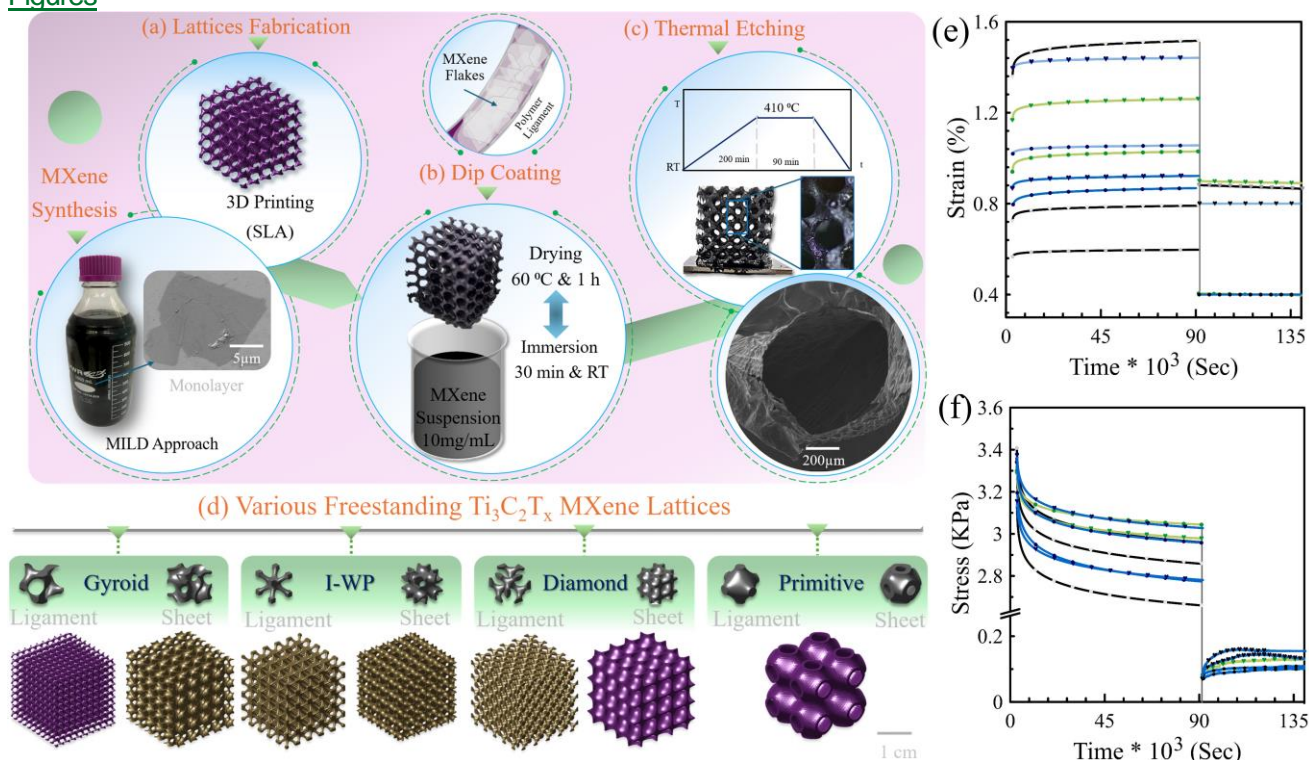 Figures
(a) Lattices Fabrication
3D Printing
(SLA)
MXene
Synthesis
5µm
Monolayer
MILD Approach
MXene
Flakes
Polymer
Ligament
(b) Dip Coating
Drying
60 ⁰C & 1 h
Immersion
30 min & RT
MXene
Suspension
10mg/mL
(c) Thermal Etching
T
410 ⁰C
200 min
90 min
RT
t
200µm
(d) Various Freestanding Ti₃C₂Tₓ MXene Lattices
Gyroid
Ligament
Sheet
I-WP
Ligament
Sheet
Diamond
Ligament
Sheet
Primitive
Ligament
Sheet
1 cm
(e)
Strain (%)
1.6
1.2
0.8
0.4
0
45
90
135
Time * 10³ (Sec)
(f)
Stress (KPa)
3.6
3.4
3.2
3
2.8
0.2
0
0
45
90
135
Time * 10³ (Sec)